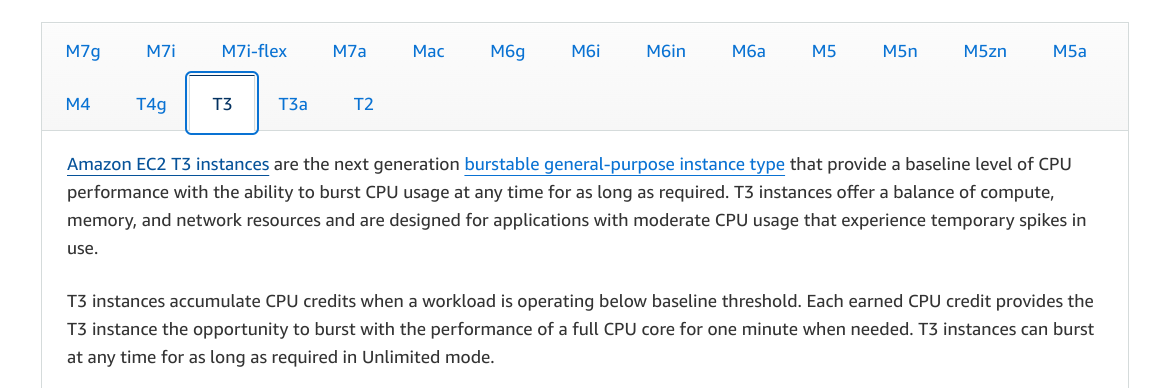 M7g M7i M7i-flex M7a Mac M6g M6i M6in M6a M5 M5n M5zn M5a
M4 T4g T3 T3a T2
Amazon EC2 T3 instances are the next generation burstable general-purpose instance type that provide a baseline level of CPU
performance with the ability to burst CPU usage at any time for as long as required. T3 instances offer a balance of compute,
memory, and network resources and are designed for applications with moderate CPU usage that experience temporary spikes in
use.
T3 instances accumulate CPU credits when a workload is operating below baseline threshold. Each earned CPU credit provides the
T3 instance the opportunity to burst with the performance of a full CPU core for one minute when needed. T3 instances can burst
at any time for as long as required in Unlimited mode.